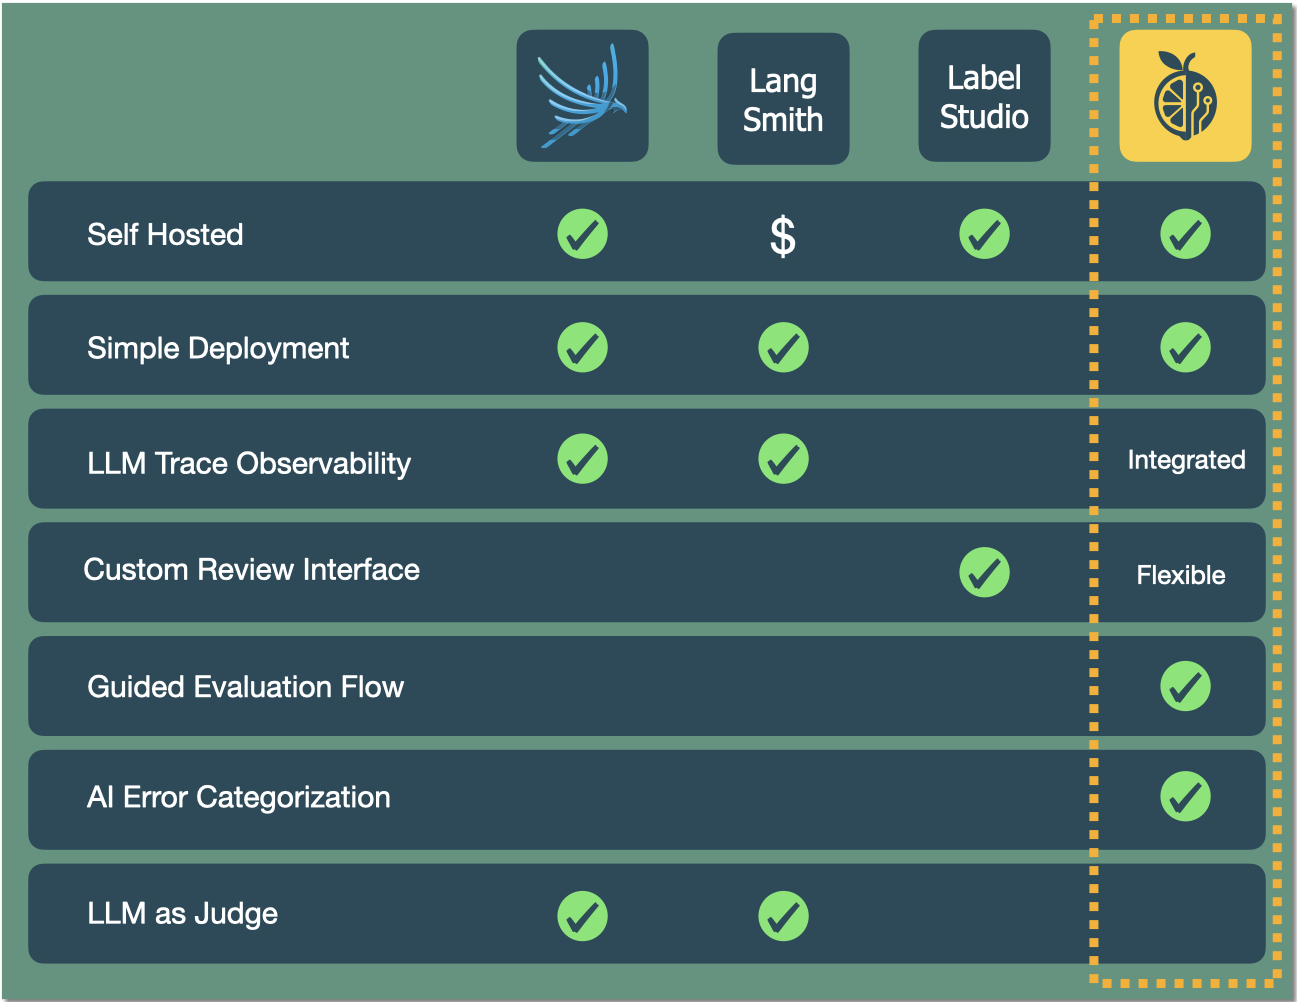 Lang
Smith
Label
Studio
Self Hosted
$
Simple Deployment
LLM Trace Observability
Integrated
Custom Review Interface
Flexible
Guided Evaluation Flow
AI Error Categorization
LLM as Judge